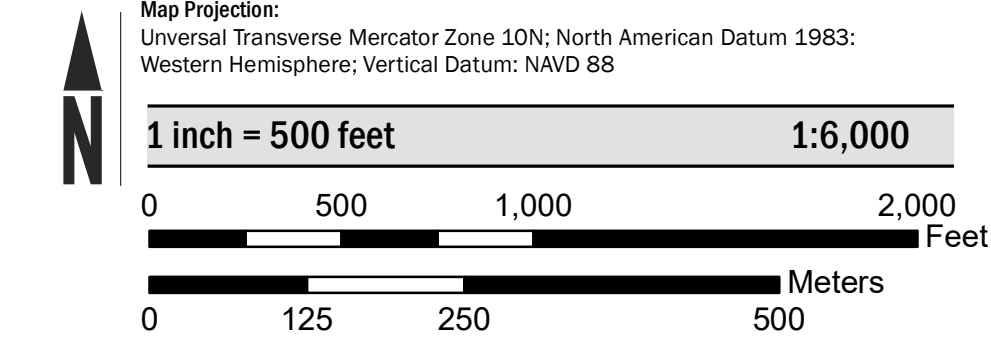 Map Projection:
Unversal Transverse Mercator Zone 10N; North American Datum 1983:
Western Hemisphere; Vertical Datum: NAVD 88
N
1 inch = 500 feet 1:6,000
0 500 1,000 2,000
Feet
Meters
0 125 250 500